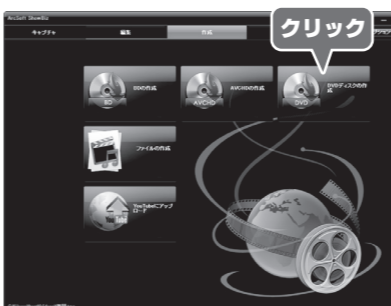 ArcSoft ShowBiz
クリック
キャプチャ
編集
作成
BDの作成
BD
AVCHDの作成
AVCHD
DVDディスクの作
成
DVD
ファイルの作成
YouTubeにアップ
ロード
YouTube